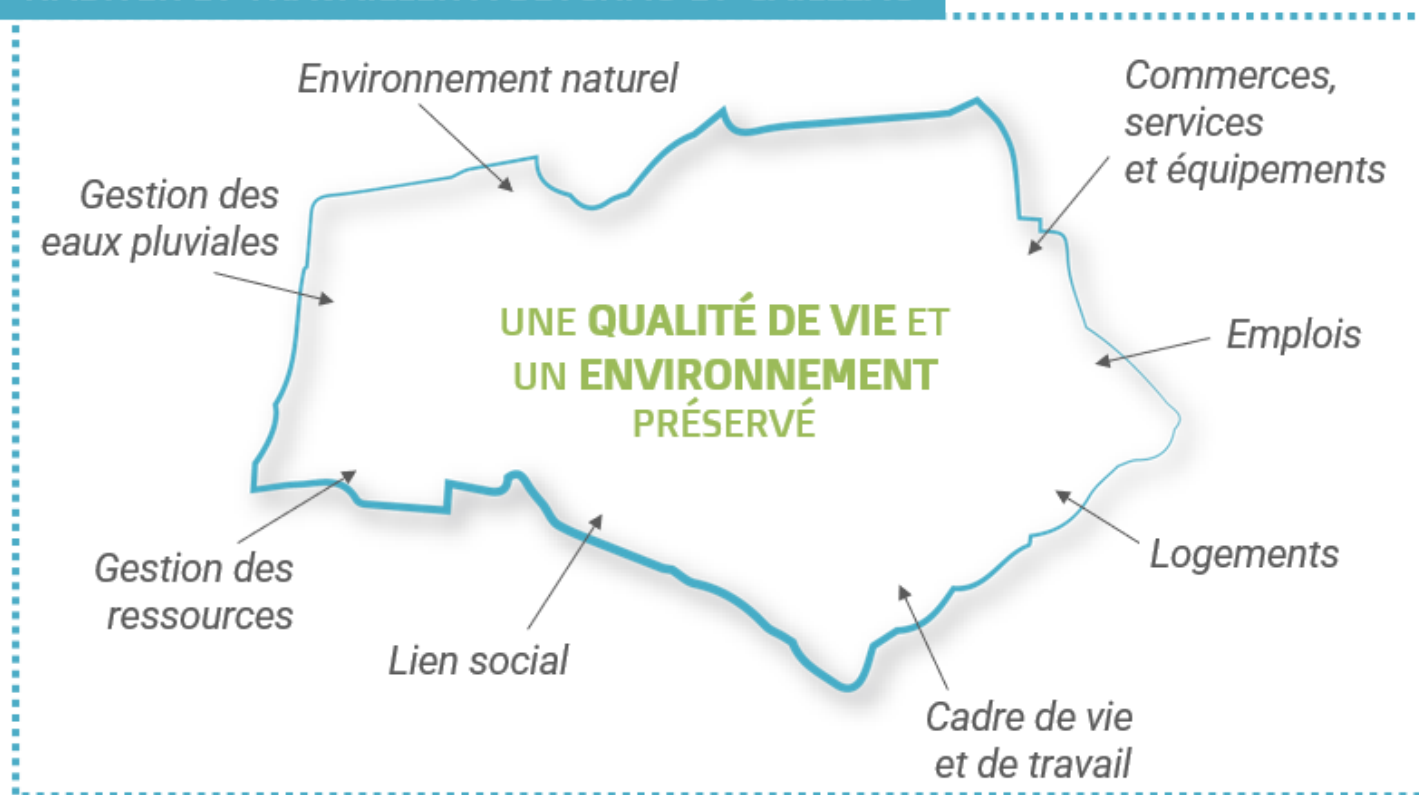 Environnement naturel
Commerces,
services
et équipements
Gestion des
eaux pluviales
UNE QUALITÉ DE VIE ET
UN ENVIRONNEMENT
PRÉSERVÉ
Emplois
Logements
Gestion des
ressources
Lien social
Cadre de vie
et de travail